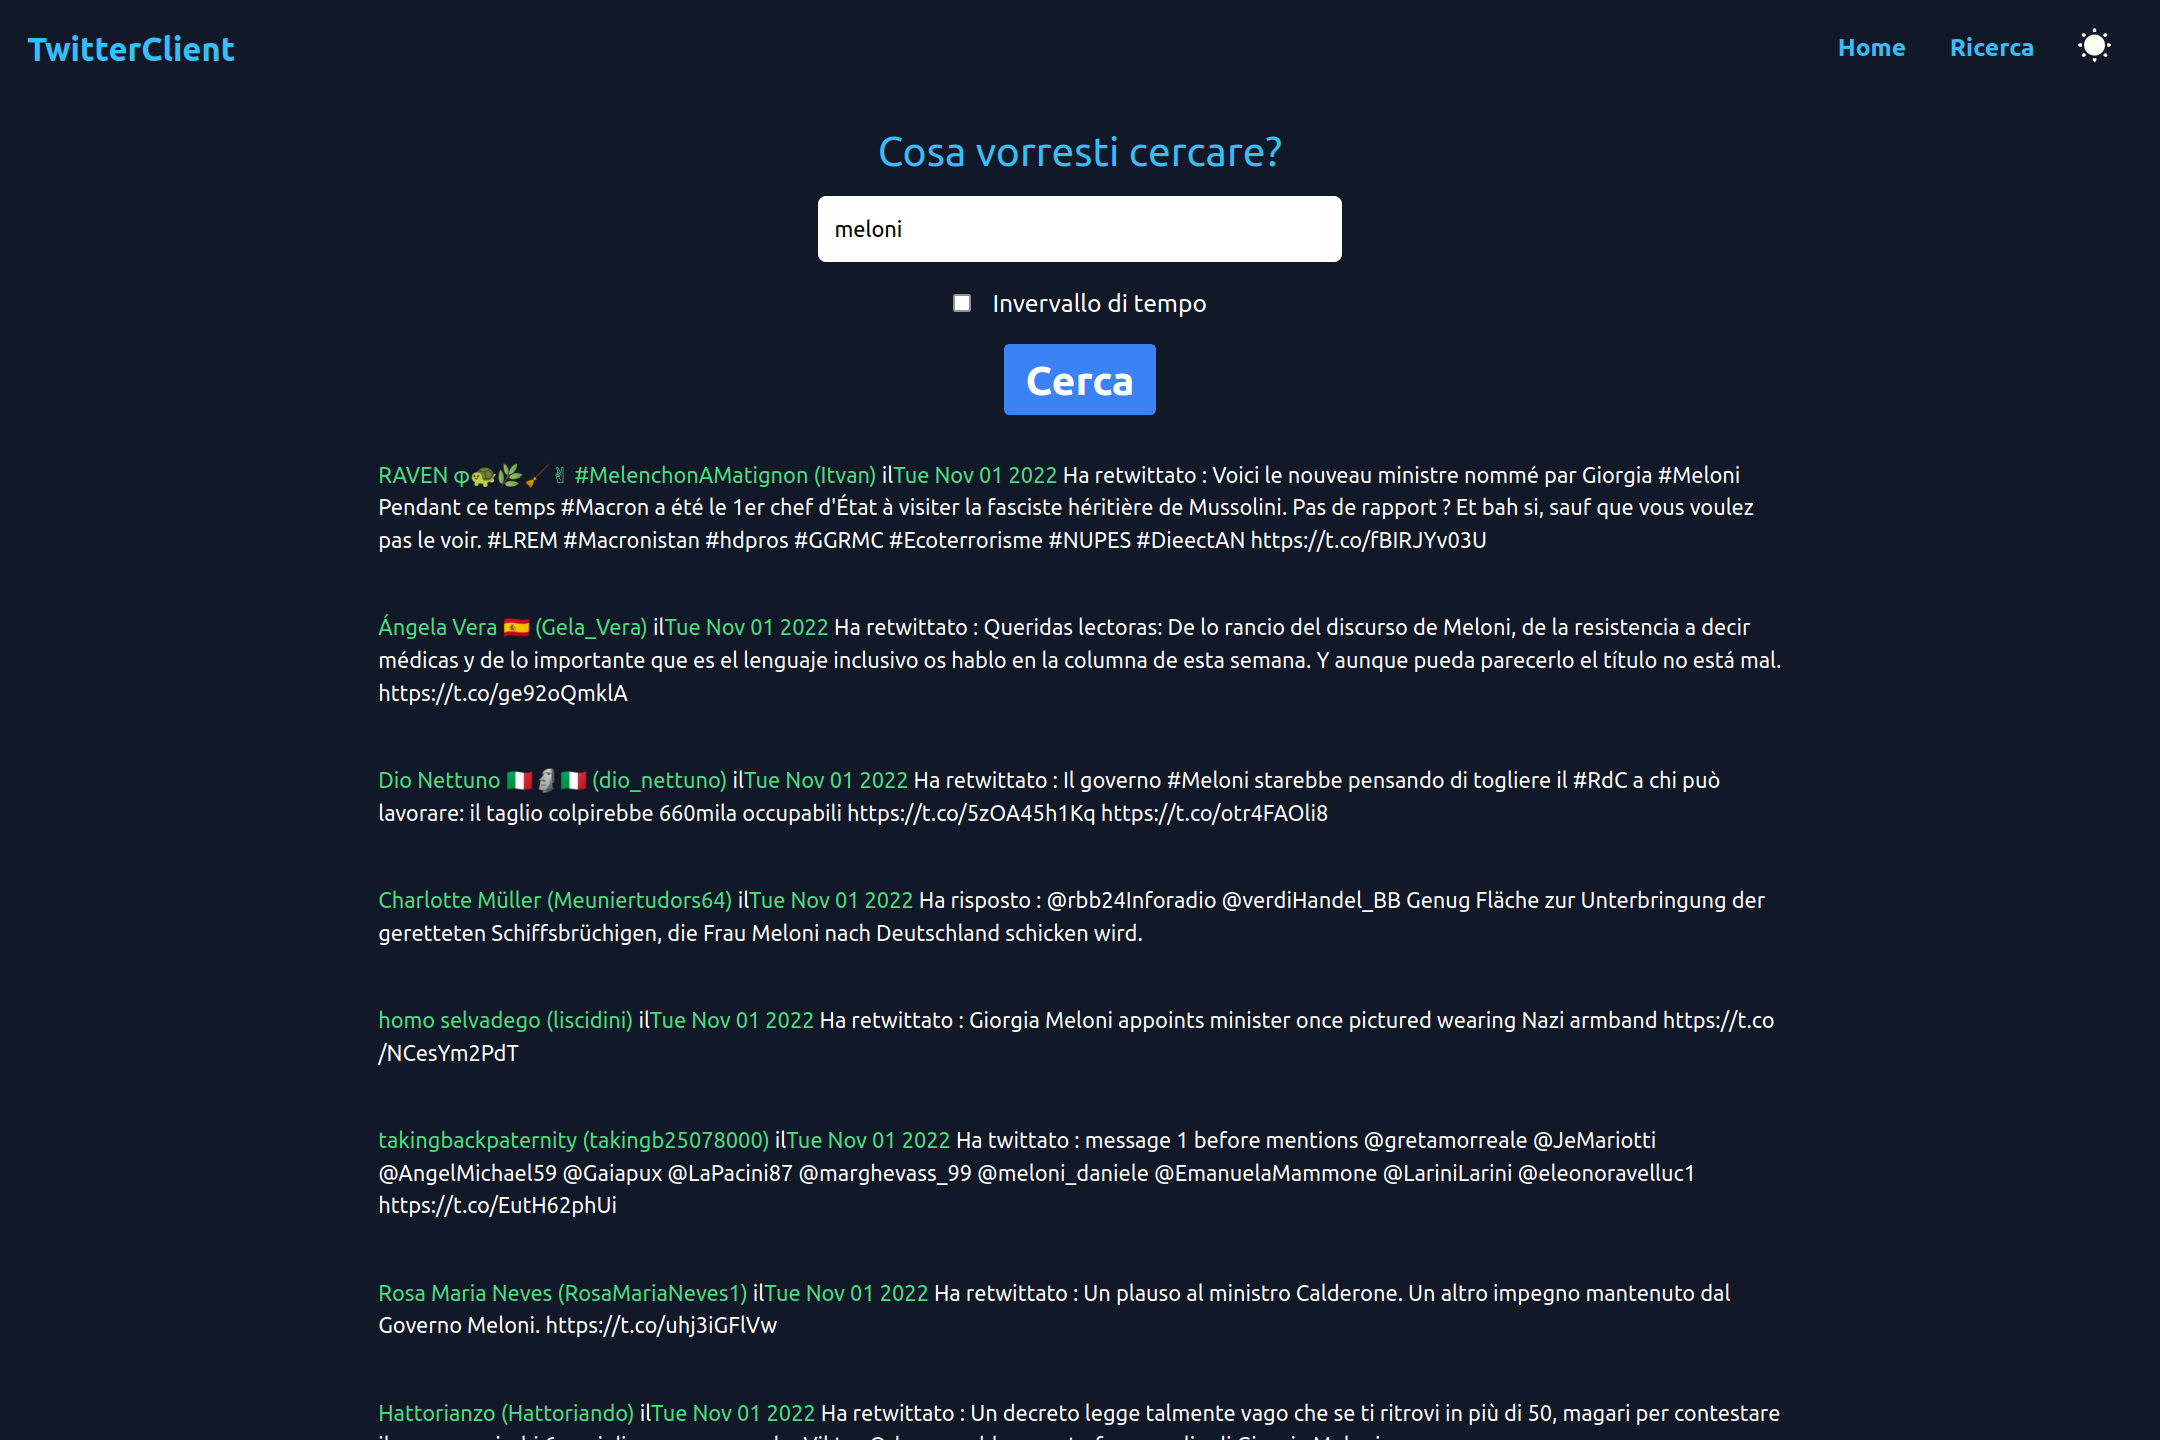 TwitterClient
Home
Ricerca
Cosa vorresti cercare?
meloni
Invervallo di tempo
Cerca
RAVEN φ🐢🌿🧹✌ #MelenchonAMatignon (Itvan) ilTue Nov 01 2022 Ha retwittato : Voici le nouveau ministre nommé par Giorgia #Meloni
Pendant ce temps #Macron a été le 1er chef d'État à visiter la fasciste héritière de Mussolini. Pas de rapport ? Et bah si, sauf que vous voulez
pas le voir. #LREM #Macronistan #hdpros #GGRMC #Ecoterrorisme #NUPES #DieectAN https://t.co/fBIRJYv03U
Ángela Vera 🇪🇸 (Gela_Vera) ilTue Nov 01 2022 Ha retwittato : Queridas lectoras: De lo rancio del discurso de Meloni, de la resistencia a decir
médicas y de lo importante que es el lenguaje inclusivo os hablo en la columna de esta semana. Y aunque pueda parecerlo el título no está mal.
https://t.co/ge92oQmklA
Dio Nettuno 🇮🇹🗿🇮🇹 (dio_nettuno) ilTue Nov 01 2022 Ha retwittato : Il governo #Meloni starebbe pensando di togliere il #RdC a chi può
lavorare: il taglio colpirebbe 660mila occupabili https://t.co/5zOA45h1Kq https://t.co/otr4FAOli8
Charlotte Müller (Meuniertudors64) ilTue Nov 01 2022 Ha risposto : @rbb24Inforadio @verdiHandel_BB Genug Fläche zur Unterbringung der
geretteten Schiffsbrüchigen, die Frau Meloni nach Deutschland schicken wird.
homo selvadego (liscidini) ilTue Nov 01 2022 Ha retwittato : Giorgia Meloni appoints minister once pictured wearing Nazi armband https://t.co
/NCesYm2PdT
takingbackpaternity (takingb25078000) ilTue Nov 01 2022 Ha twittato : message 1 before mentions @gretamorreale @JeMariotti
@AngelMichael59 @Gaiapux @LaPacini87 @marghevass_99 @meloni_daniele @EmanuelaMammone @LariniLarini @eleonoravelluc1
https://t.co/EutH62phUi
Rosa Maria Neves (RosaMariaNeves1) ilTue Nov 01 2022 Ha retwittato : Un plauso al ministro Calderone. Un altro impegno mantenuto dal
Governo Meloni. https://t.co/uhj3iGFlVw
Hattorianzo (Hattoriando) ilTue Nov 01 2022 Ha retwittato : Un decreto legge talmente vago che se ti ritrovi in più di 50, magari per contestare